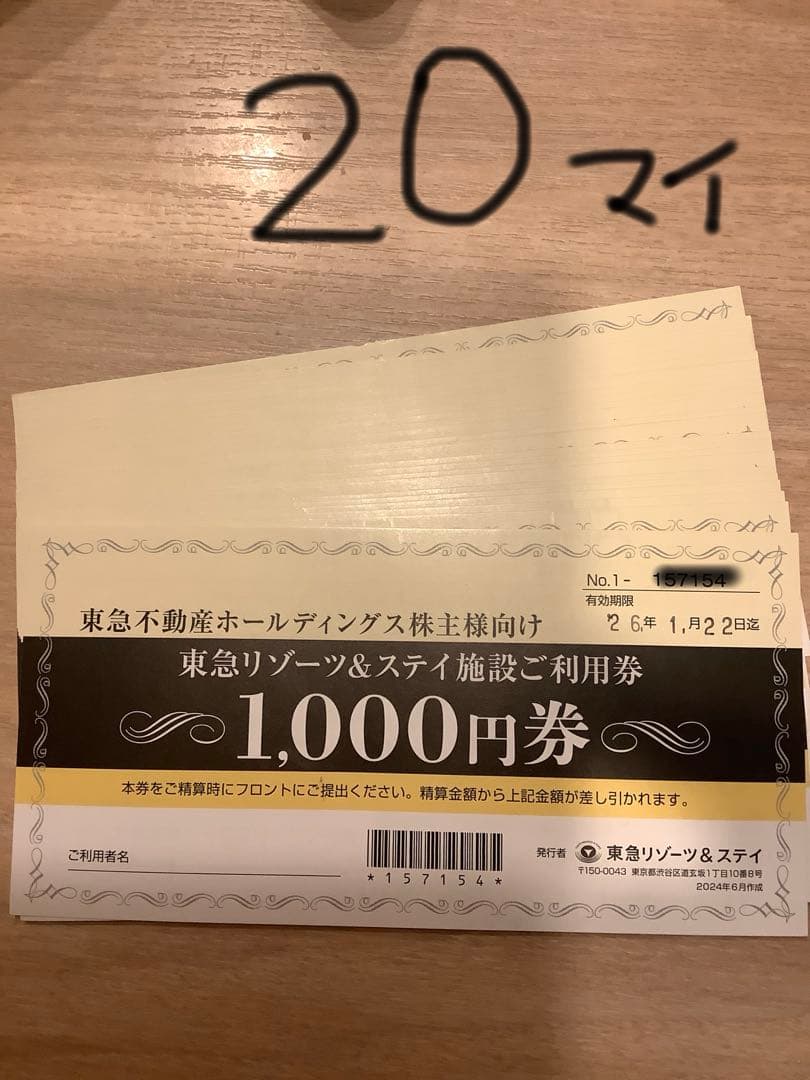 20マイ
No.1- 157154
有効期限
'26.年 1.月22日迄
東急不動産ホールディングス株主様向け
東急リゾーツ&ステイ施設ご利用券
1,000円券
本券をご精算時にフロントにご提出ください。精算金額から上記金額が差し引かれます。
ご利用者名
*157154*
発行者 東急リゾーツ&ステイ
〒150-0043 東京都渋谷区道玄坂1丁目10番8号
2024年6月作成